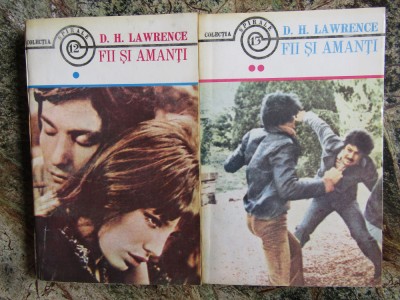 COLECȚIA
SPIRALE
12
D. H. LAWRENCE
FII ȘI AMANȚI
COLECȚIA
SPIRALE
13
D. H. LAWRENCE
FII ȘI AMANȚI